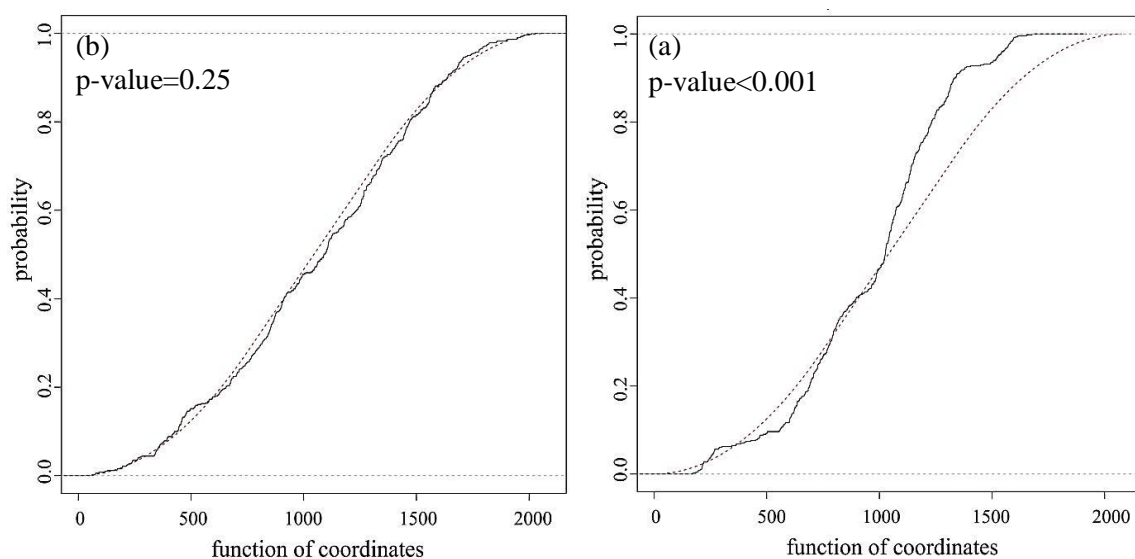 (b)
p-value=0.25
probability
0.0 0.2 0.4 0.6 0.8 1.0
0 500 1000 1500 2000
function of coordinates
(a)
p-value<0.001
probability
0.0 0.2 0.4 0.6 0.8 1.0
0 500 1000 1500 2000
function of coordinates